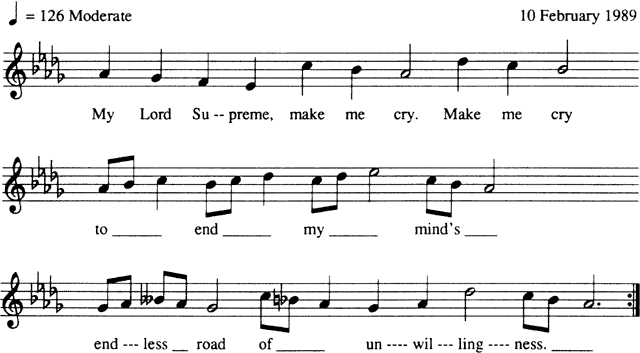 ♩ = 126 Moderate 10 February 1989
My Lord Su -- preme, make me cry. Make me cry
to ______ end ______ my ______ mind's ____
end --- less __ road of ______ un ---- wil --- ling ---- ness. _____